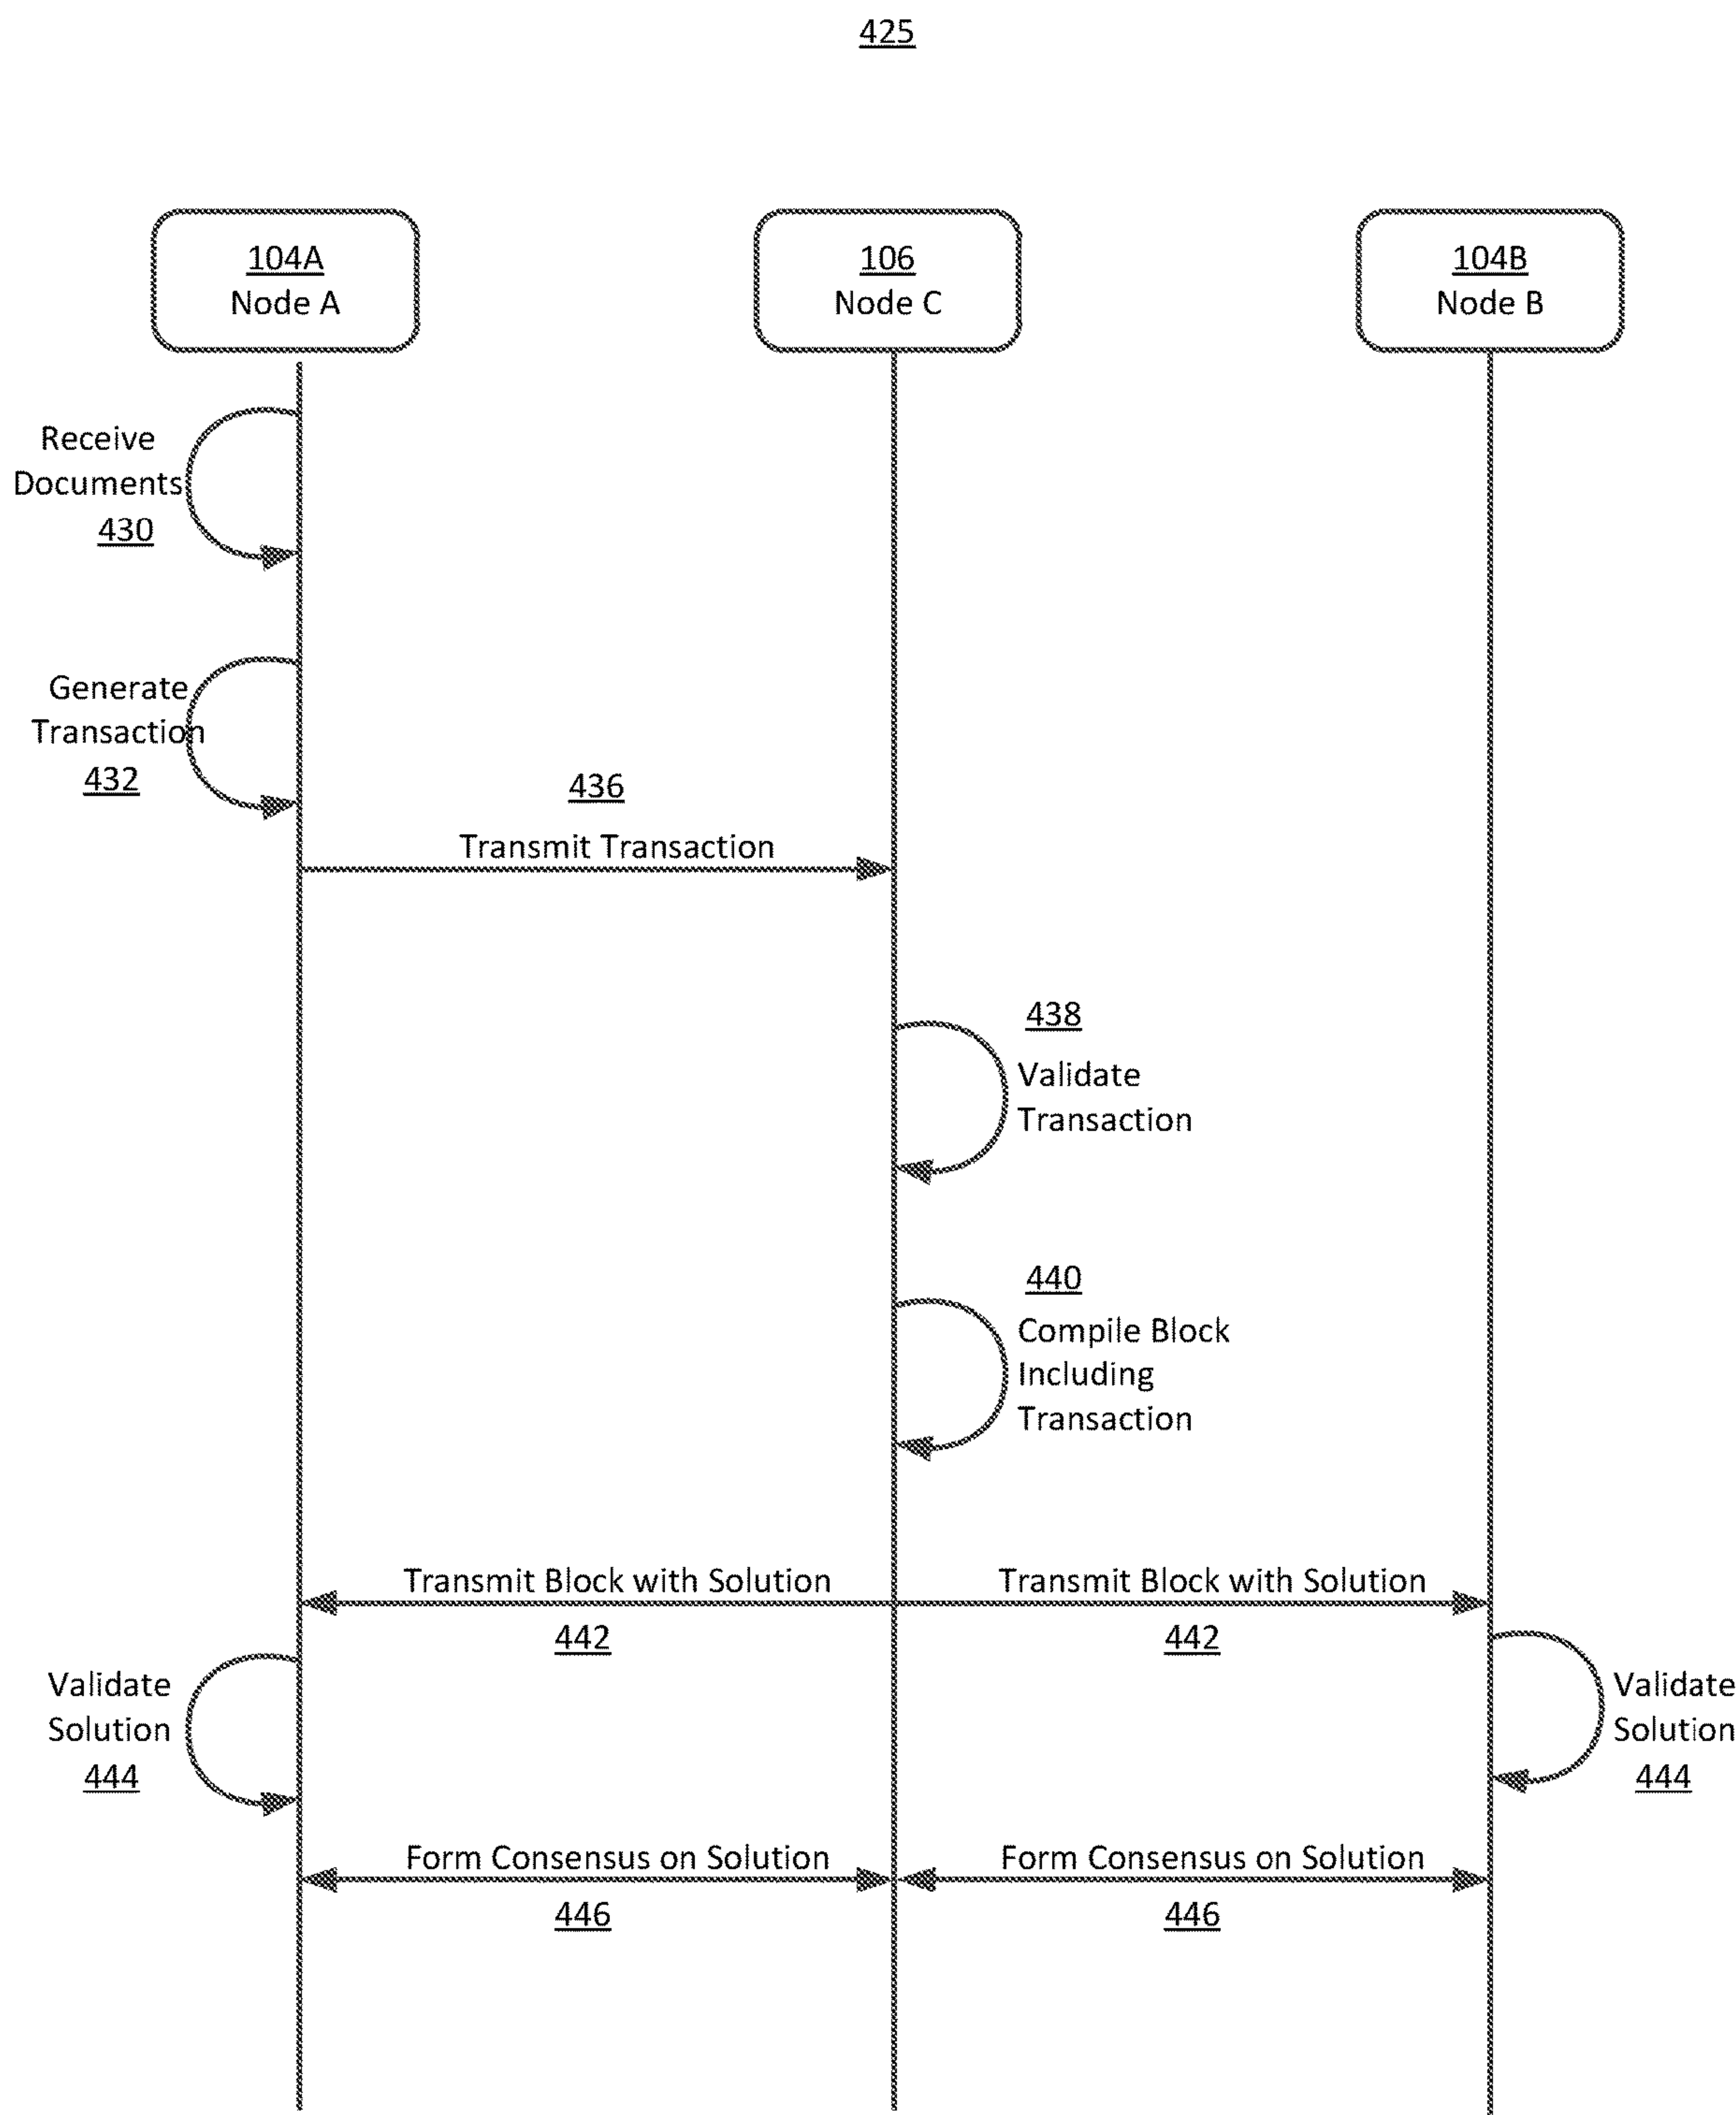 425
104A
Node A
106
Node C
104B
Node B
Receive
Documents
430
Generate
Transaction
432
436
Transmit Transaction
438
Validate
Transaction
440
Compile Block
Including
Transaction
Transmit Block with Solution
442
Transmit Block with Solution
442
Validate
Solution
444
Validate
Solution
444
Form Consensus on Solution
446
Form Consensus on Solution
446